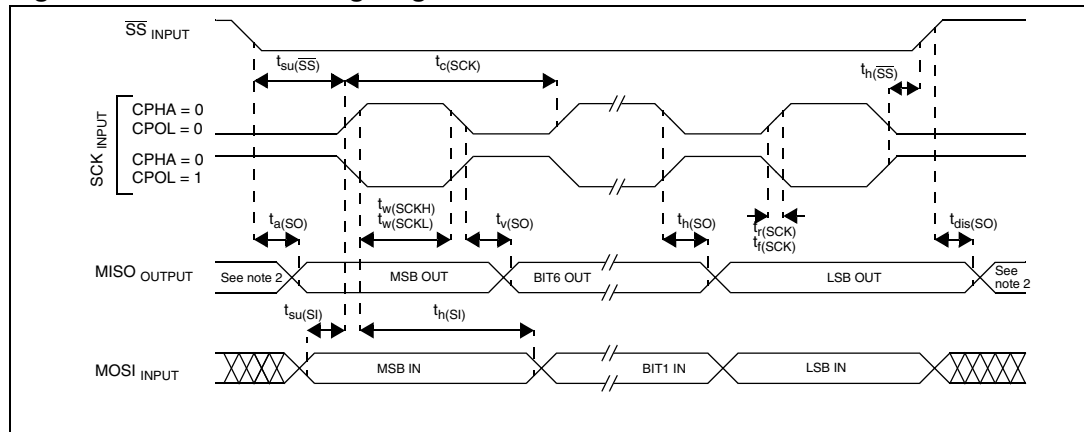 SS INPUT
tsu(SS)
tc(SCK)
th(SS)
SCK INPUT
CPHA = 0
CPOL = 0
CPHA = 0
CPOL = 1
ta(SO)
tw(SCKH)
tw(SCKL)
tv(SO)
th(SO)
tr(SCK)
tf(SCK)
tdis(SO)
MISO OUTPUT
See note 2
MSB OUT
BIT6 OUT
LSB OUT
See
note 2
tsu(SI)
th(SI)
MOSI INPUT
MSB IN
BIT1 IN
LSB IN